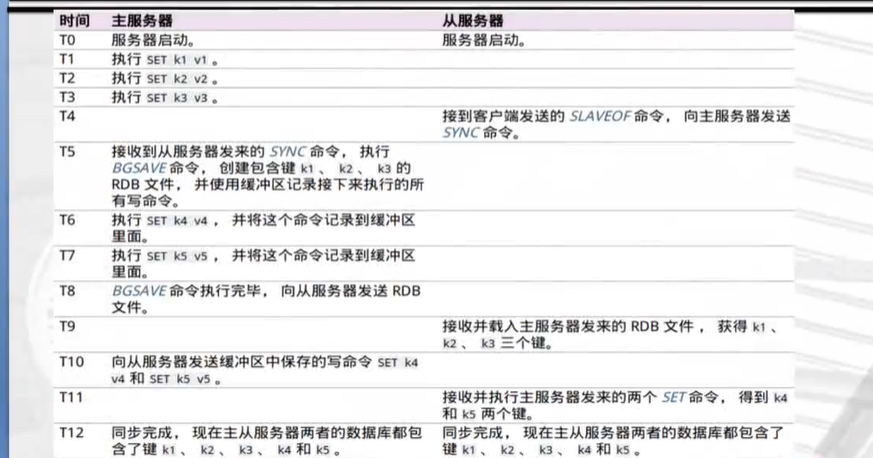 时间 主服务器 从服务器
T0 服务器启动。 服务器启动。
T1 执行 SET k1 v1 。
T2 执行 SET k2 v2 。
T3 执行 SET k3 v3 。
T4 接到客户端发送的 SLAVEOF 命令， 向主服务器发送
SYNC 命令。
T5 接收到从服务器发来的 SYNC 命令， 执行
BGSAVE 命令， 创建包含键 k1 、 k2 、 k3 的
RDB 文件， 并使用缓冲区记录接下来执行的所
有写命令。
T6 执行 SET k4 v4 ， 并将这个命令记录到缓冲区
里面。
T7 执行 SET k5 v5 ， 并将这个命令记录到缓冲区
里面。
T8 BGSAVE 命令执行完毕， 向从服务器发送 RDB
文件。
T9 接收并载入主服务器发来的 RDB 文件 ， 获得 k1 、
k2 、 k3 三个键。
T10 向从服务器发送缓冲区中保存的写命令 SET k4
v4 和 SET k5 v5 。
T11 接收并执行主服务器发来的两个 SET 命令， 得到 k4
和 k5 两个键。
T12 同步完成， 现在主从服务器两者的数据库都包
含了键 k1 、 k2 、 k3 、 k4 和 k5 。
同步完成， 现在主从服务器两者的数据库都包含了
键 k1 、 k2 、 k3 、 k4 和 k5 。